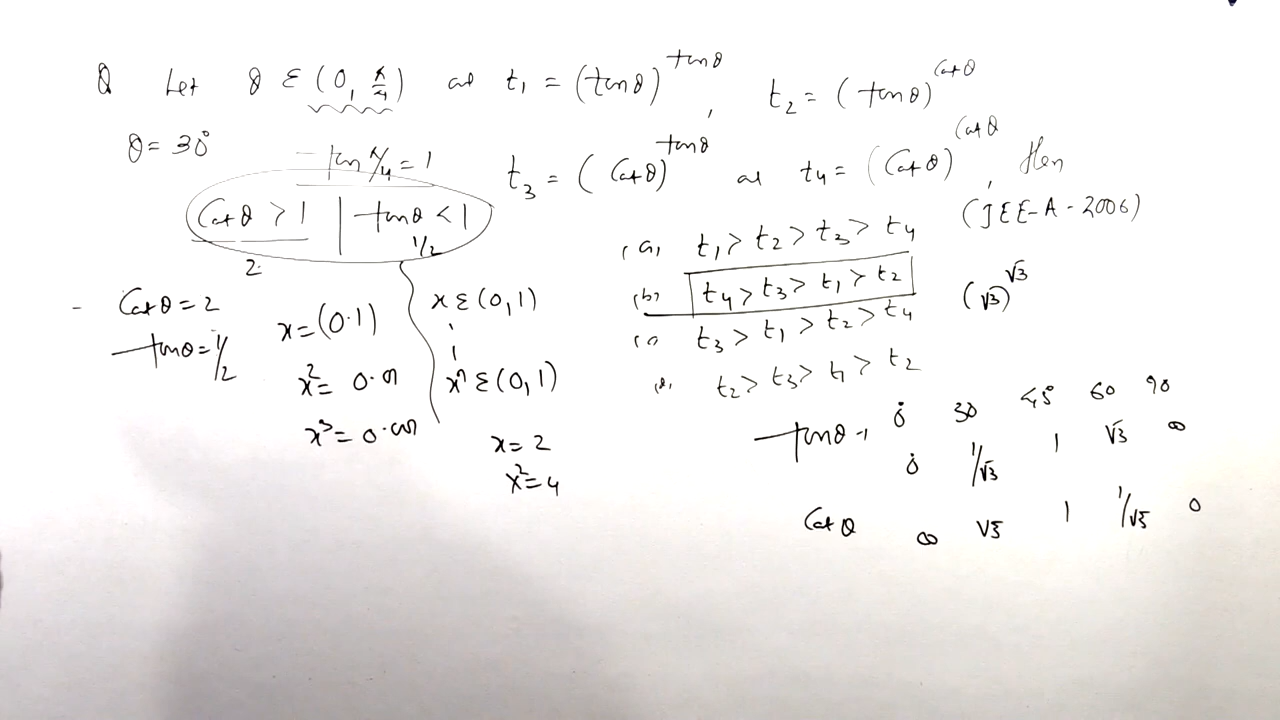 Q Let θ ε (0, π/4) and t₁ = (tanθ)^tanθ, t₂ = (tanθ)^cotθ
θ = 30°
tan π/4 = 1
t₃ = (cotθ)^tanθ and t₄ = (cotθ)^cotθ, then
(JEE-A-2006)
cotθ > 1 | tanθ < 1
2 1/2
(a) t₁ > t₂ > t₃ > t₄
(b) t₄ > t₃ > t₁ > t₂
(c) t₃ > t₁ > t₂ > t₄
(d) t₂ > t₃ > t₁ > t₂
(√3)^√3
- cotθ = 2
tanθ = 1/2
x = (0.1)
x² = 0.01
x³ = 0.001
x ε (0,1)
xⁿ ε (0,1)
x = 2
x² = 4
0 30 45 60 90
tanθ → 0 1/√3 1 √3 ∞
cotθ ∞ √3 1 1/√3 0